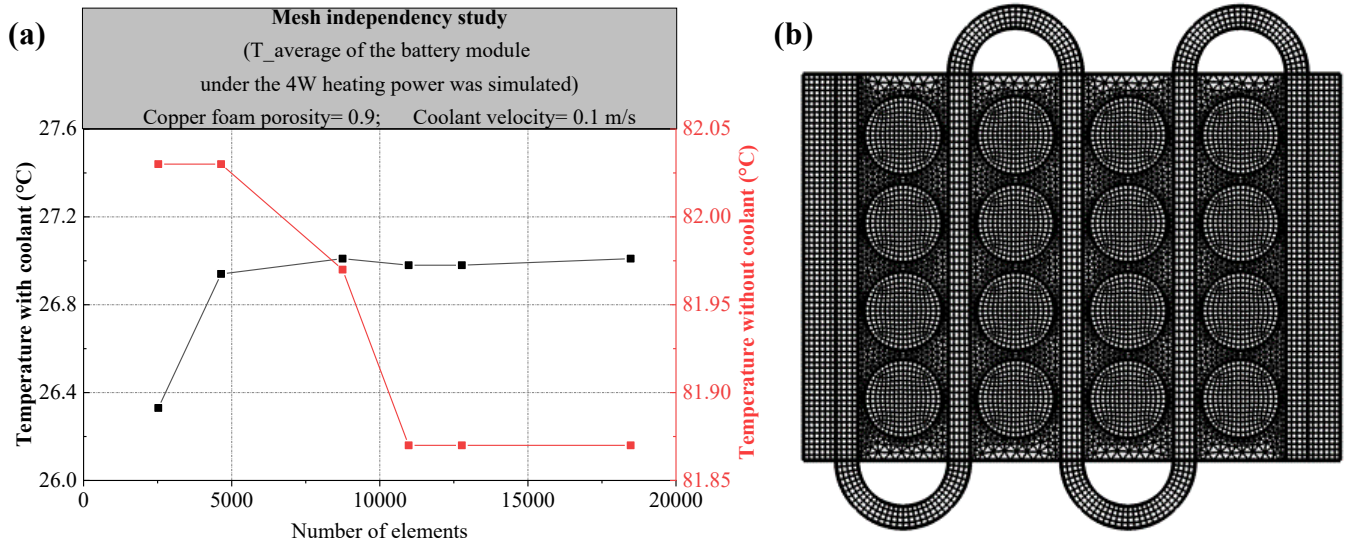 (a)
Mesh independency study
(T_average of the battery module
under the 4W heating power was simulated)
Copper foam porosity= 0.9; Coolant velocity= 0.1 m/s
27.6
27.2
26.8
26.4
26.0
Temperature with coolant (°C)
82.05
82.00
81.95
81.90
81.85
Temperature without coolant (°C)
0
5000
10000
15000
20000
Number of elements
(b)